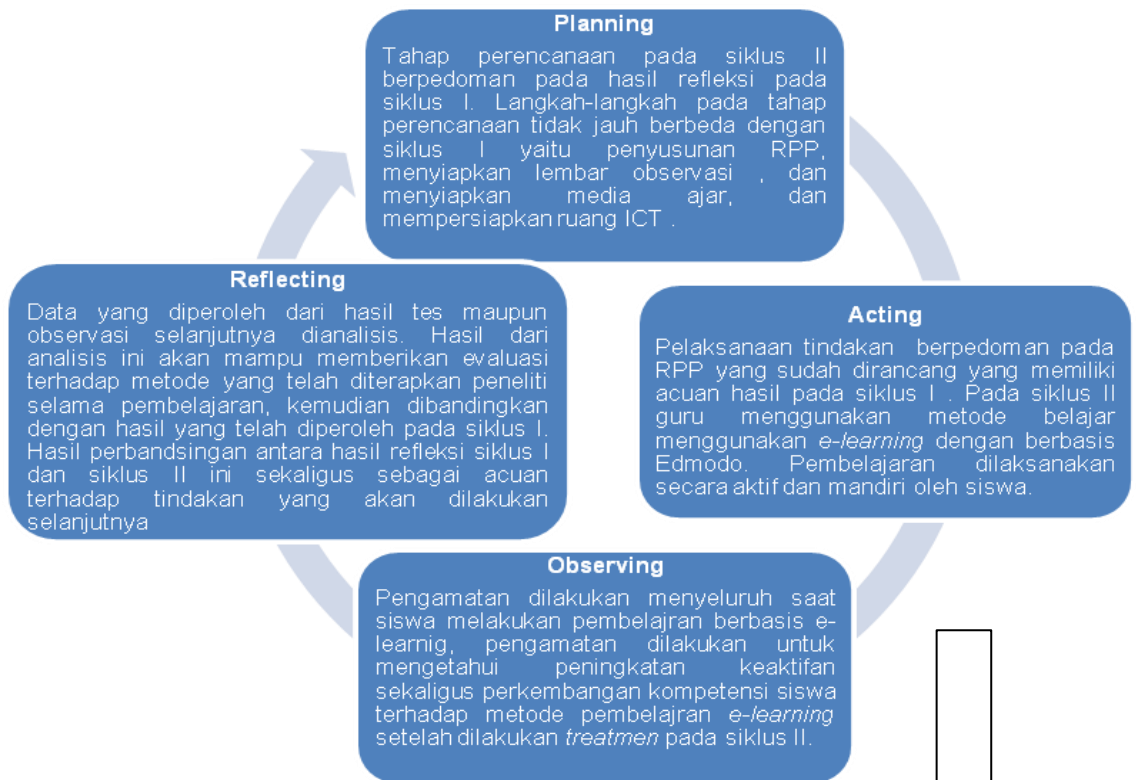 Planning
Tahap perencanaan pada siklus II
berpedoman pada hasil refleksi pada
siklus I. Langkah-langkah pada tahap
perencanaan tidak jauh berbeda dengan
siklus I yaitu penyusunan RPP,
menyiapkan lembar observasi , dan
menyiapkan media ajar, dan
mempersiapkan ruang ICT .
Acting
Pelaksanaan tindakan berpedoman pada
RPP yang sudah dirancang yang memiliki
acuan hasil pada siklus I . Pada siklus II
guru menggunakan metode belajar
menggunakan e-learning dengan berbasis
Edmodo. Pembelajaran dilaksanakan
secara aktif dan mandiri oleh siswa.
Observing
Pengamatan dilakukan menyeluruh saat
siswa melakukan pembelajran berbasis e-
learnig, pengamatan dilakukan untuk
mengetahui peningkatan keaktifan
sekaligus perkembangan kompetensi siswa
terhadap metode pembelajran e-learning
setelah dilakukan treatmen pada siklus II.
Reflecting
Data yang diperoleh dari hasil tes maupun
observasi selanjutnya dianalisis. Hasil dari
analisis ini akan mampu memberikan evaluasi
terhadap metode yang telah diterapkan peneliti
selama pembelajaran, kemudian dibandingkan
dengan hasil yang telah diperoleh pada siklus I.
Hasil perbandsingan antara hasil refleksi siklus I
dan siklus II ini sekaligus sebagai acuan
terhadap tindakan yang akan dilakukan
selanjutnya